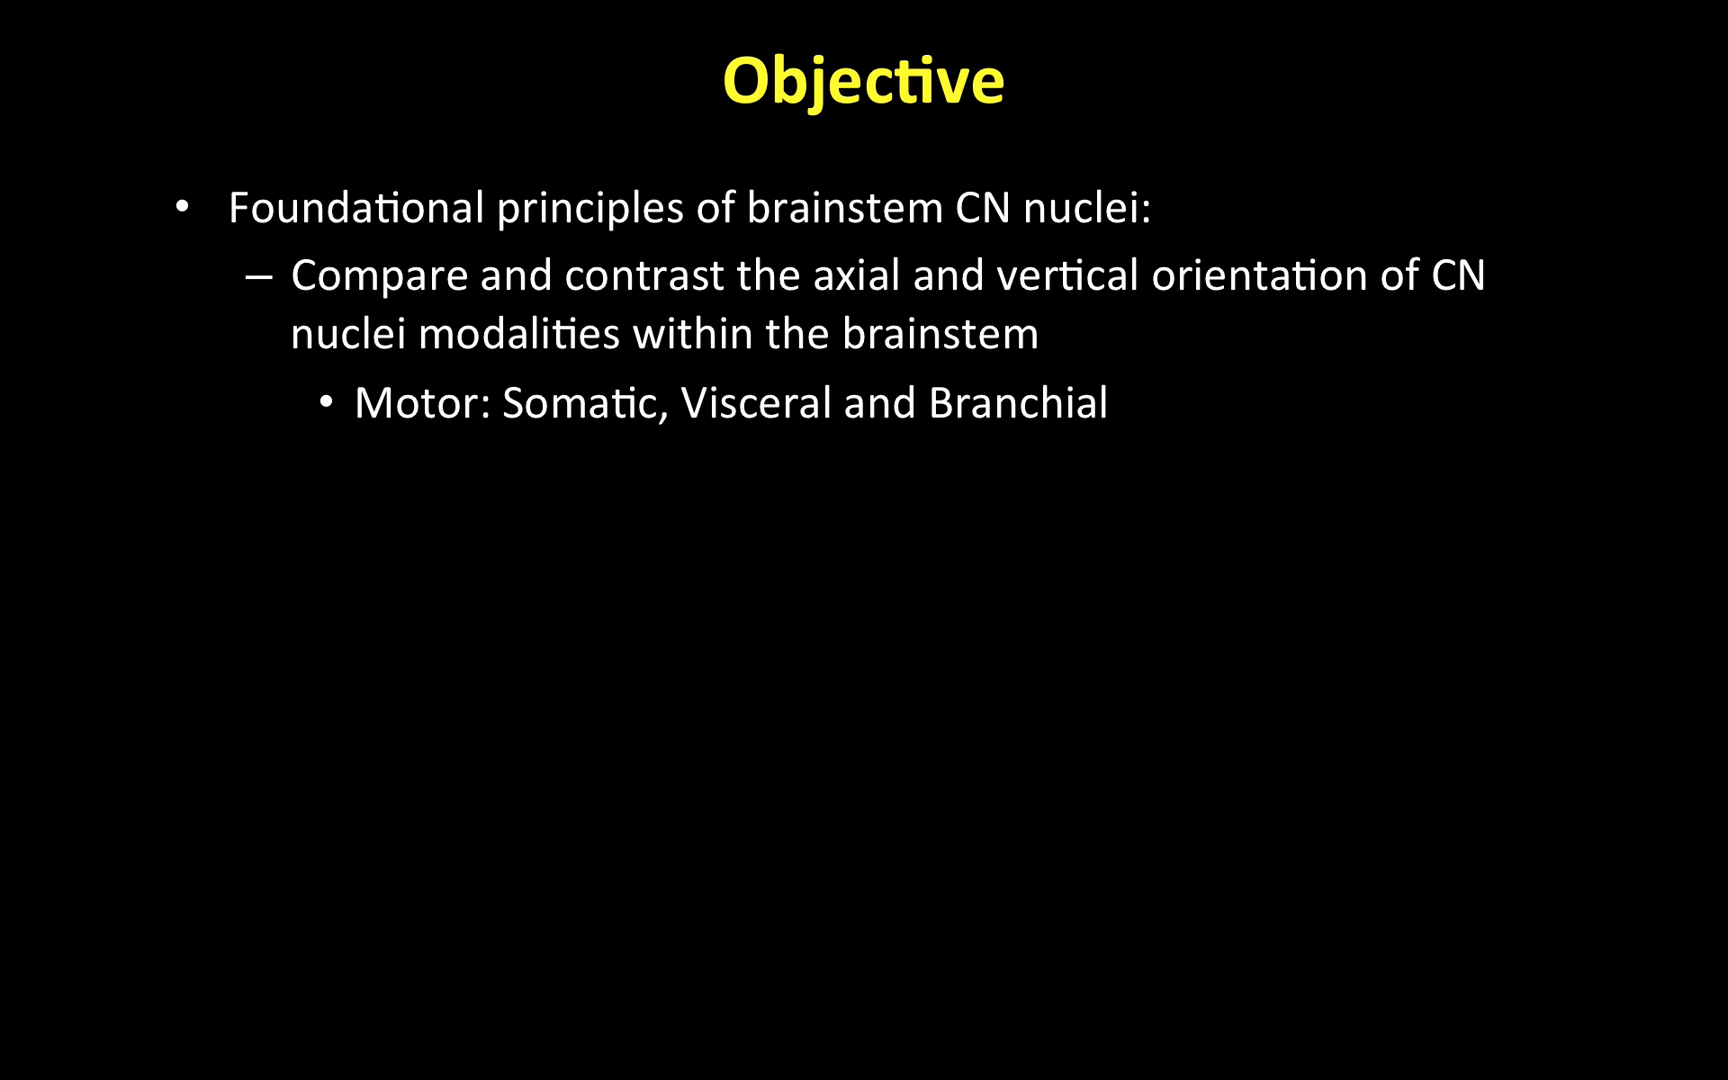 Objective
• Foundational principles of brainstem CN nuclei:
– Compare and contrast the axial and vertical orientation of CN
nuclei modalities within the brainstem
• Motor: Somatic, Visceral and Branchial